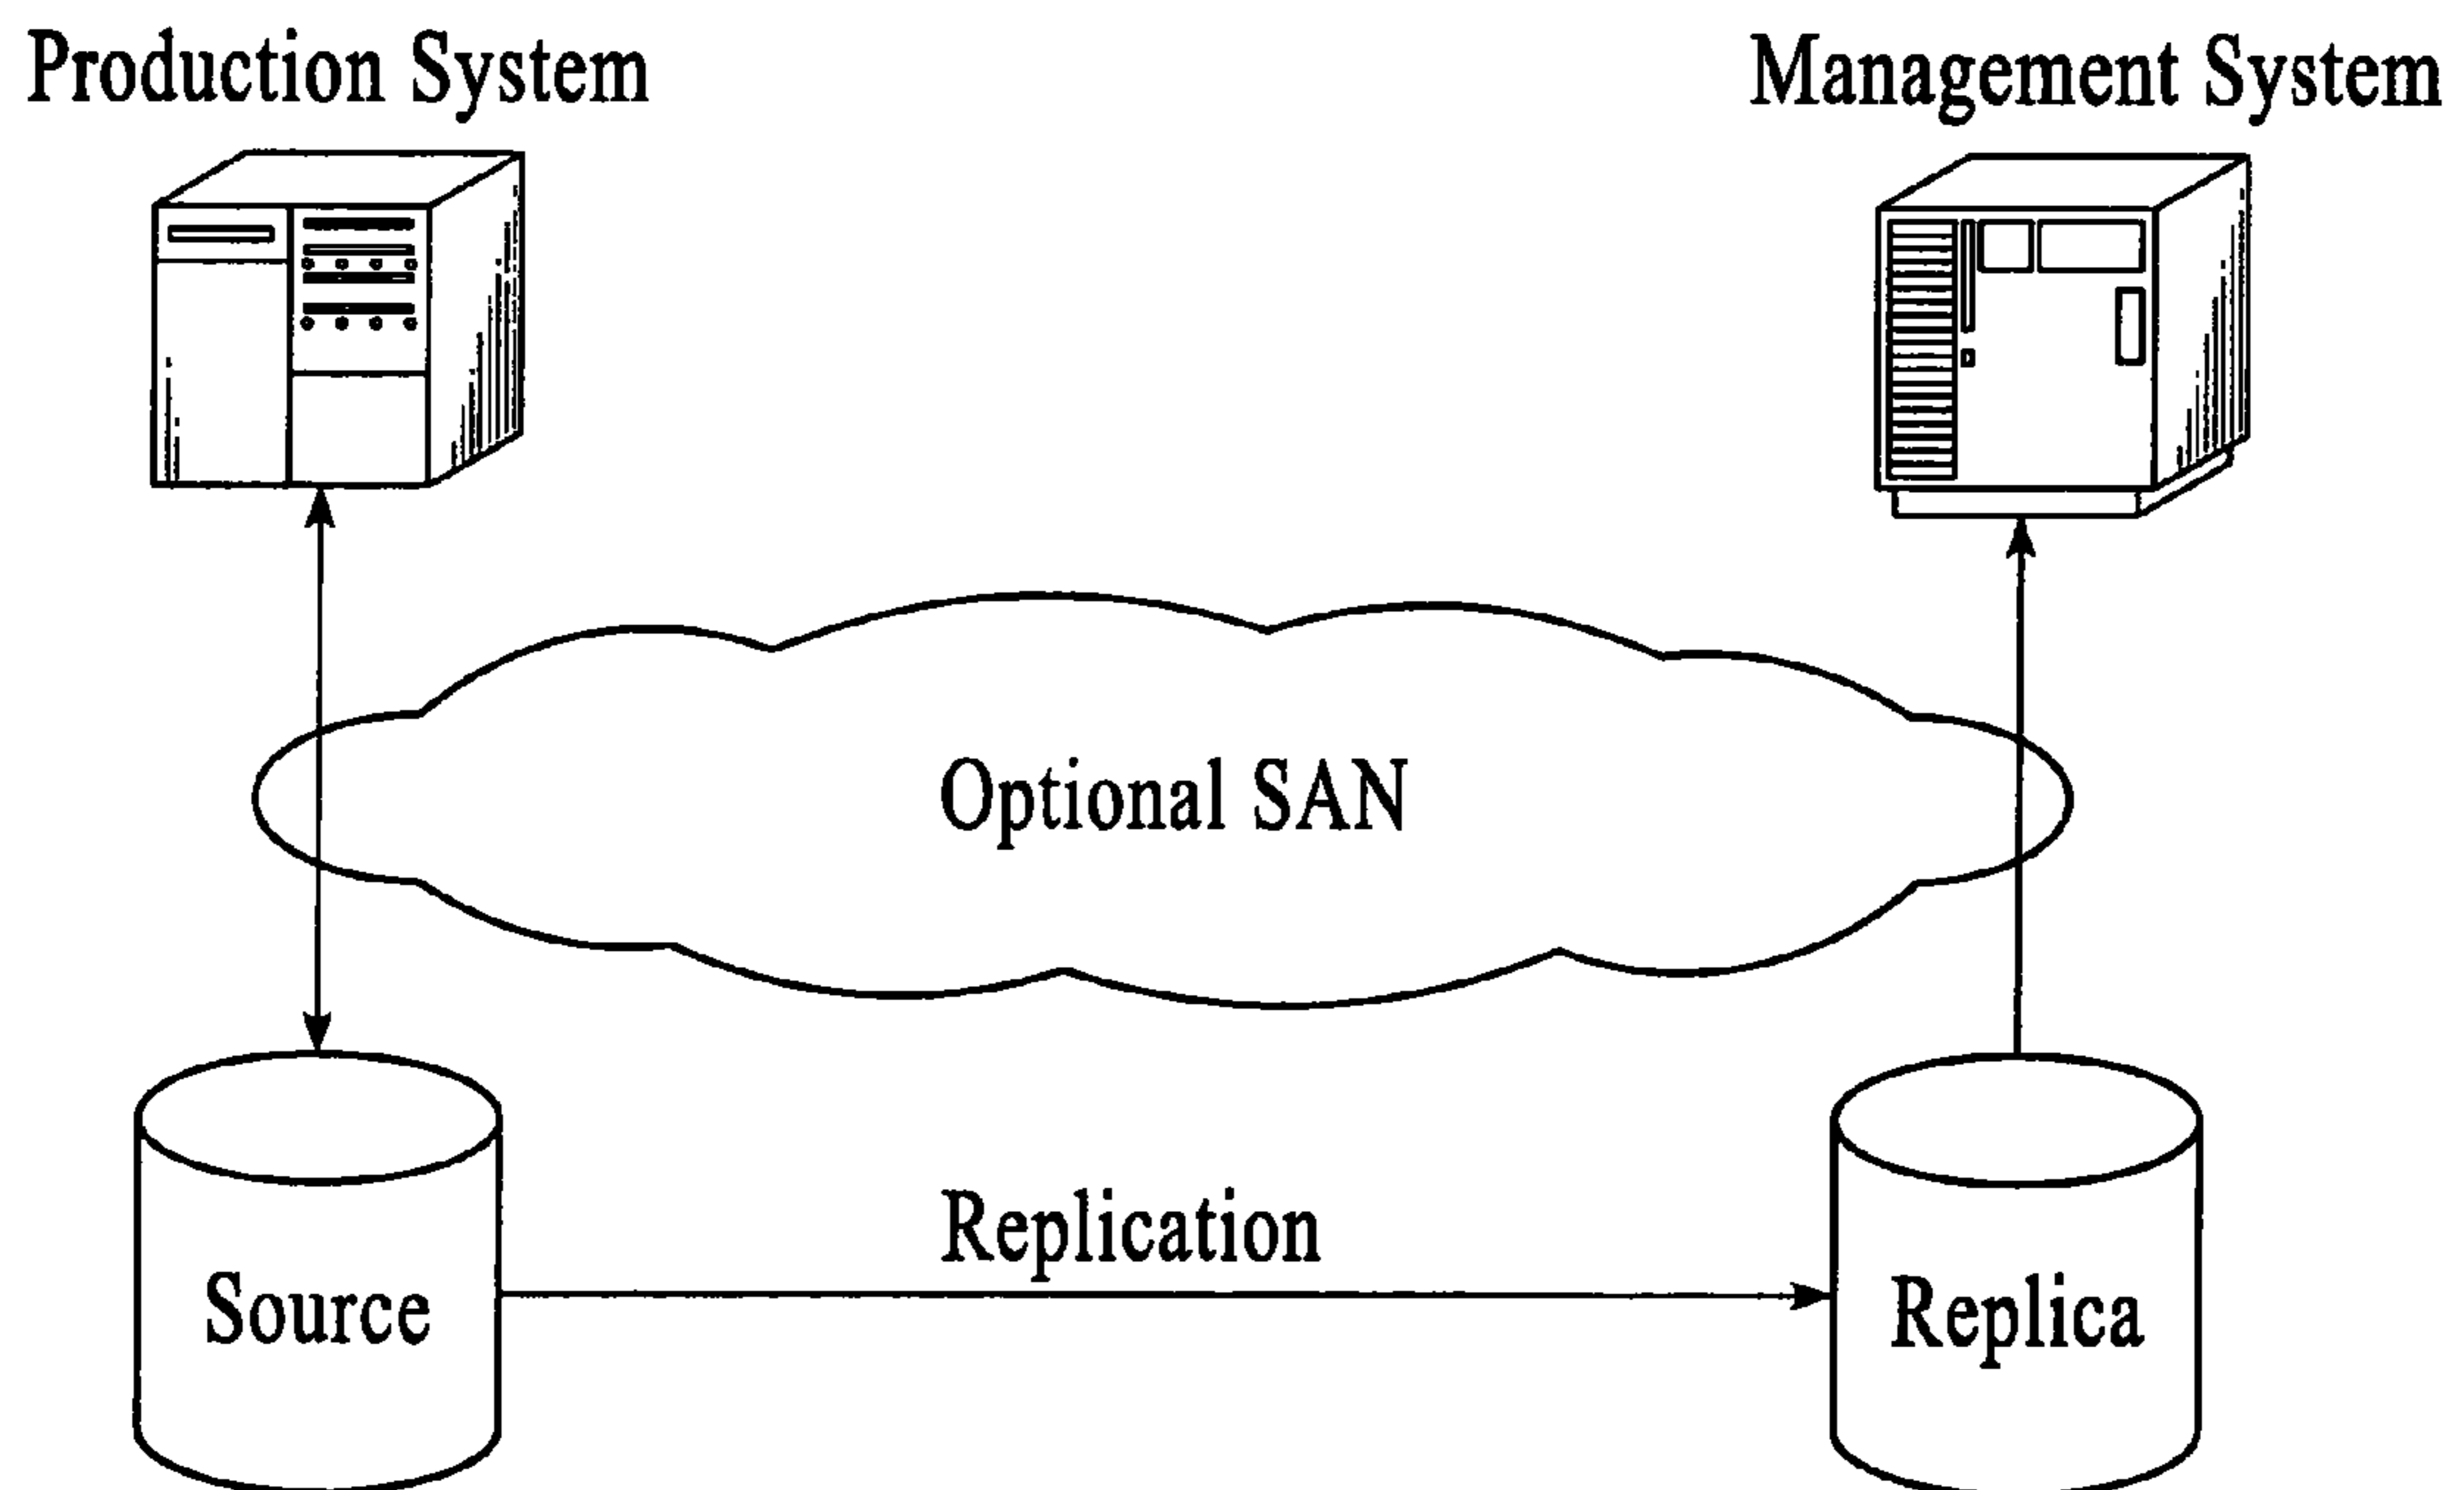 Production System
Management System
Optional SAN
Replication
Source
Replica